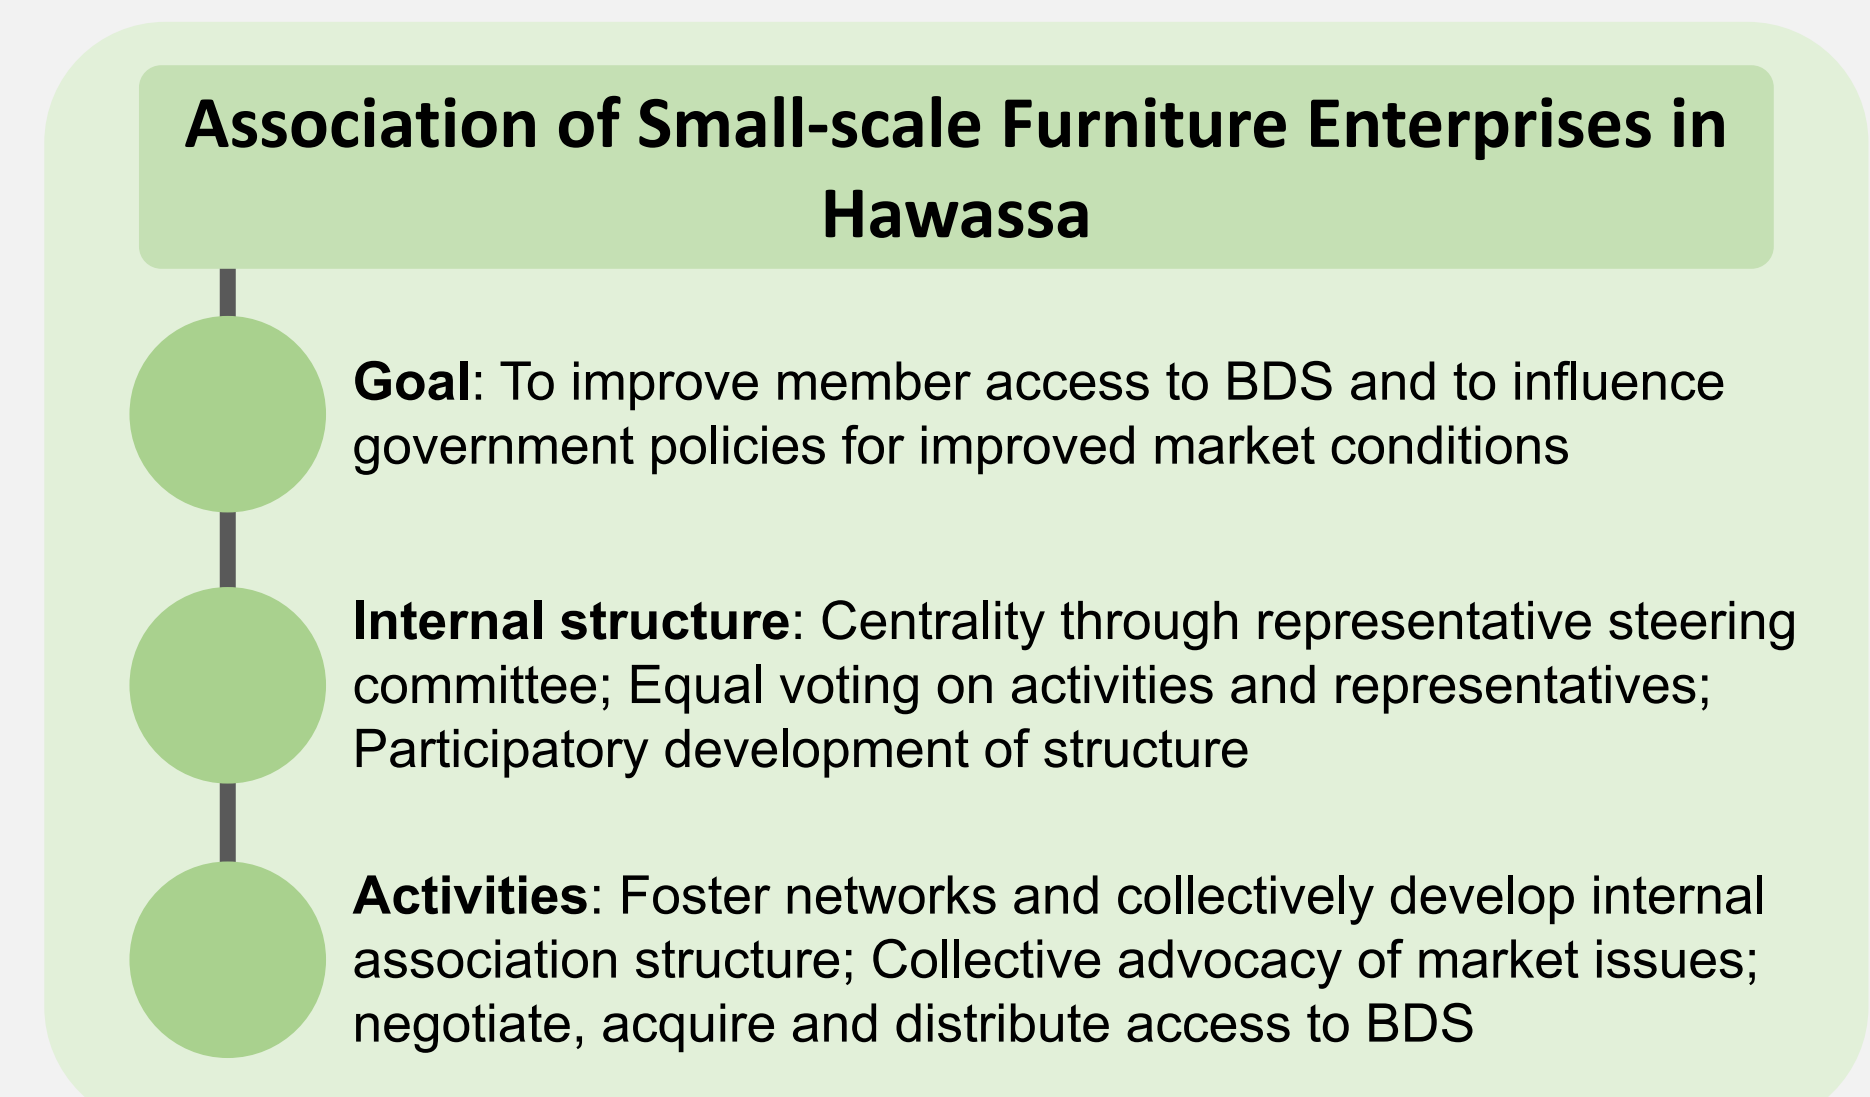 Association of Small-scale Furniture Enterprises in
Hawassa
Goal: To improve member access to BDS and to influence
government policies for improved market conditions
Internal structure: Centrality through representative steering
committee; Equal voting on activities and representatives;
Participatory development of structure
Activities: Foster networks and collectively develop internal
association structure; Collective advocacy of market issues;
negotiate, acquire and distribute access to BDS